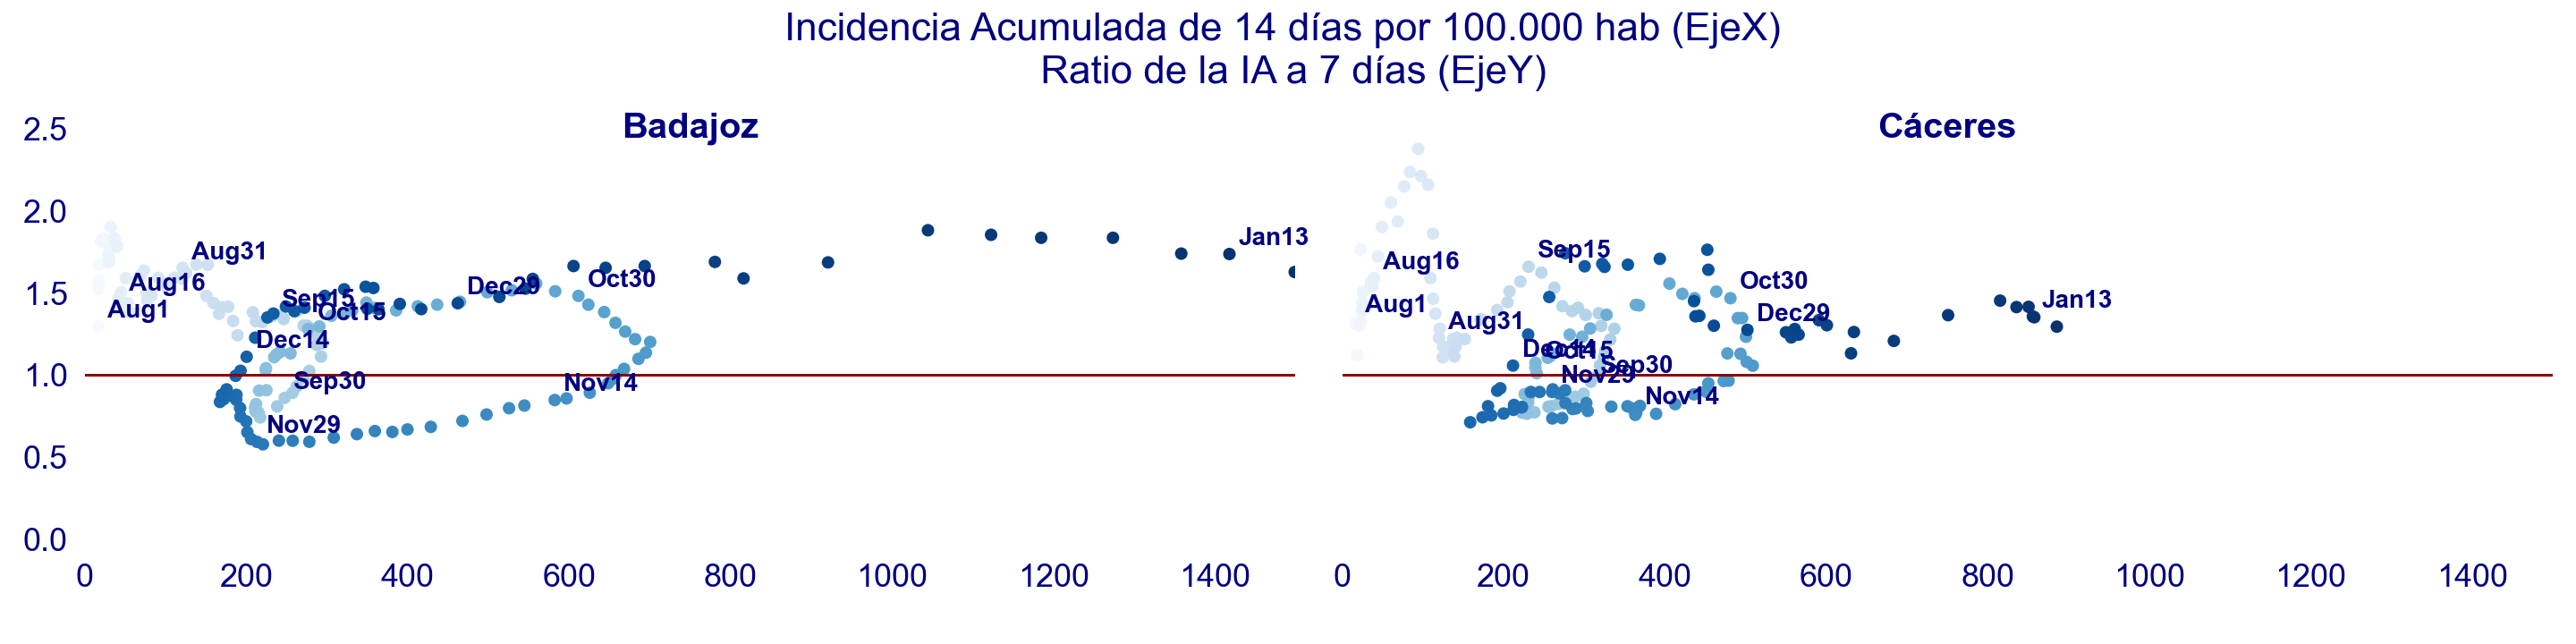 Incidencia Acumulada de 14 días por 100.000 hab (EjeX)
Ratio de la IA a 7 días (EjeY)
Badajoz
2.5
2.0
1.5
1.0
0.5
0.0
Aug31
Aug16
Aug1
Sep15
Oct15
Dec14
Sep30
Nov29
Dec29
Oct30
Nov14
Jan13
0
200
400
600
800
1000
1200
1400
Cáceres
Aug16
Aug1
Aug31
Sep15
Oct30
Dec29
Jan13
Dec14
Oct15
Sep30
Nov29
Nov14
0
200
400
600
800
1000
1200
1400